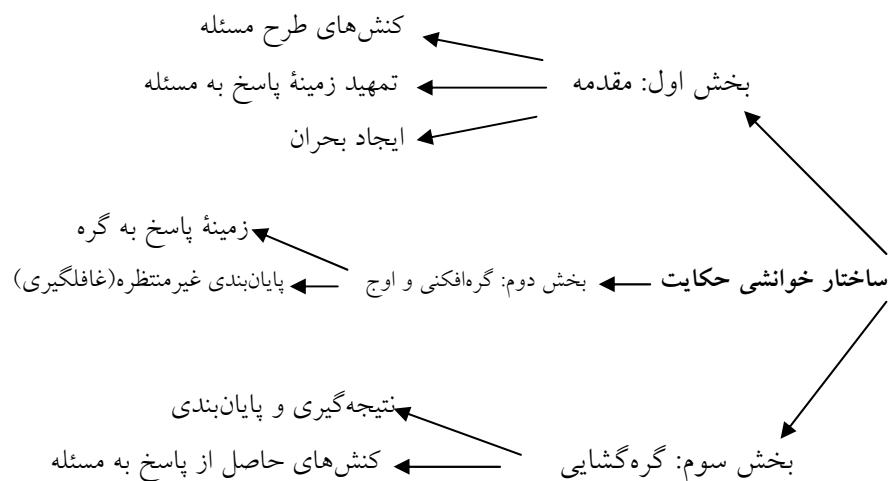 کنش‌های طرح مسئله
بخش اول: مقدمه
تمهید زمینۀ پاسخ به مسئله
ایجاد بحران
زمینۀ پاسخ به گره
ساختار خوانشی حکایت
بخش دوم: گره‌افکنی و اوج
پایان‌بندی غیرمنتظره(غافلگیری)
نتیجه‌گیری و پایان‌بندی
بخش سوم: گره‌گشایی
کنش‌های حاصل از پاسخ به مسئله